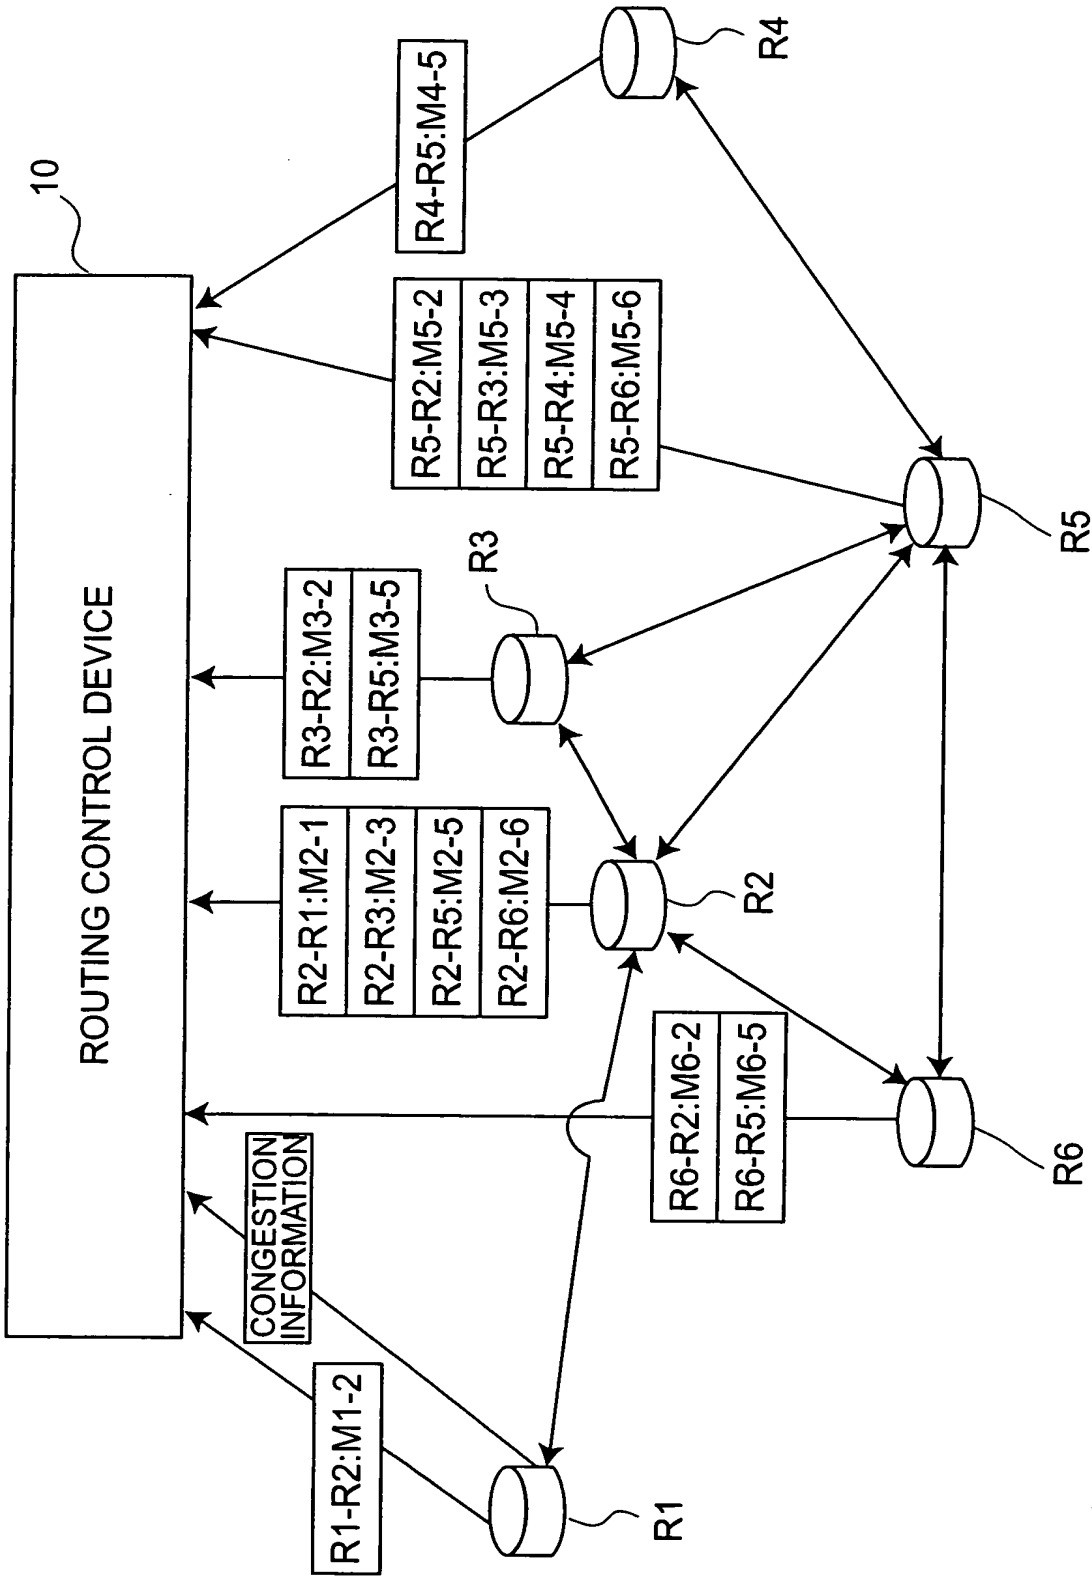 ROUTING CONTROL DEVICE
10
R1-R2:M1-2
CONGESTION
INFORMATION
R6-R2:M6-2
R6-R5:M6-5
R2-R1:M2-1
R2-R3:M2-3
R2-R5:M2-5
R2-R6:M2-6
R3-R2:M3-2
R3-R5:M3-5
R5-R2:M5-2
R5-R3:M5-3
R5-R4:M5-4
R5-R6:M5-6
R4-R5:M4-5
R1
R2
R3
R4
R5
R6